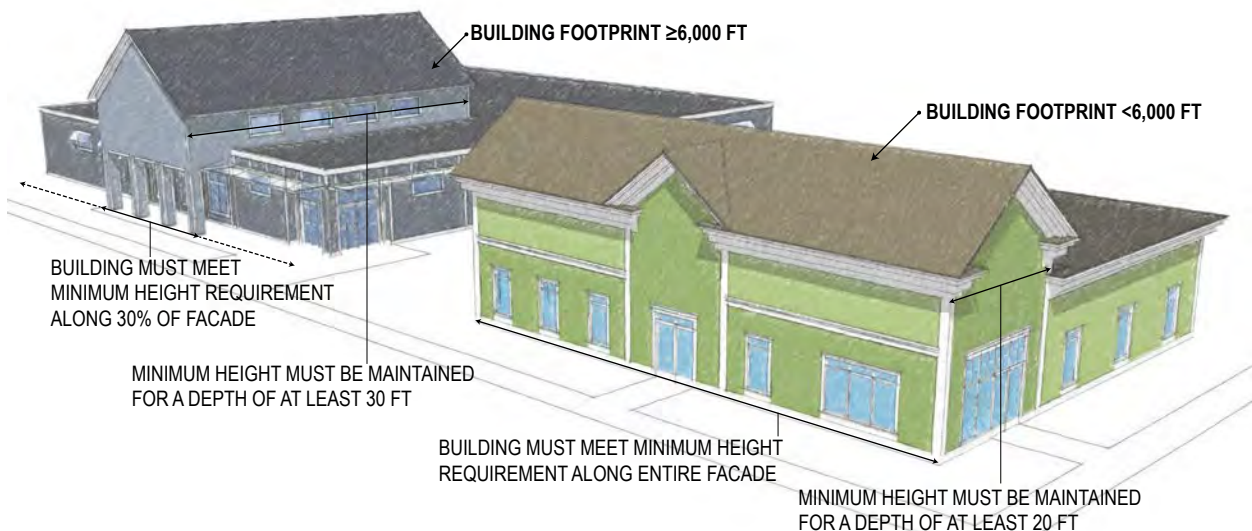 BUILDING FOOTPRINT ≥6,000 FT
BUILDING FOOTPRINT <6,000 FT
BUILDING MUST MEET
MINIMUM HEIGHT REQUIREMENT
ALONG 30% OF FACADE
MINIMUM HEIGHT MUST BE MAINTAINED
FOR A DEPTH OF AT LEAST 30 FT
BUILDING MUST MEET MINIMUM HEIGHT
REQUIREMENT ALONG ENTIRE FACADE
MINIMUM HEIGHT MUST BE MAINTAINED
FOR A DEPTH OF AT LEAST 20 FT